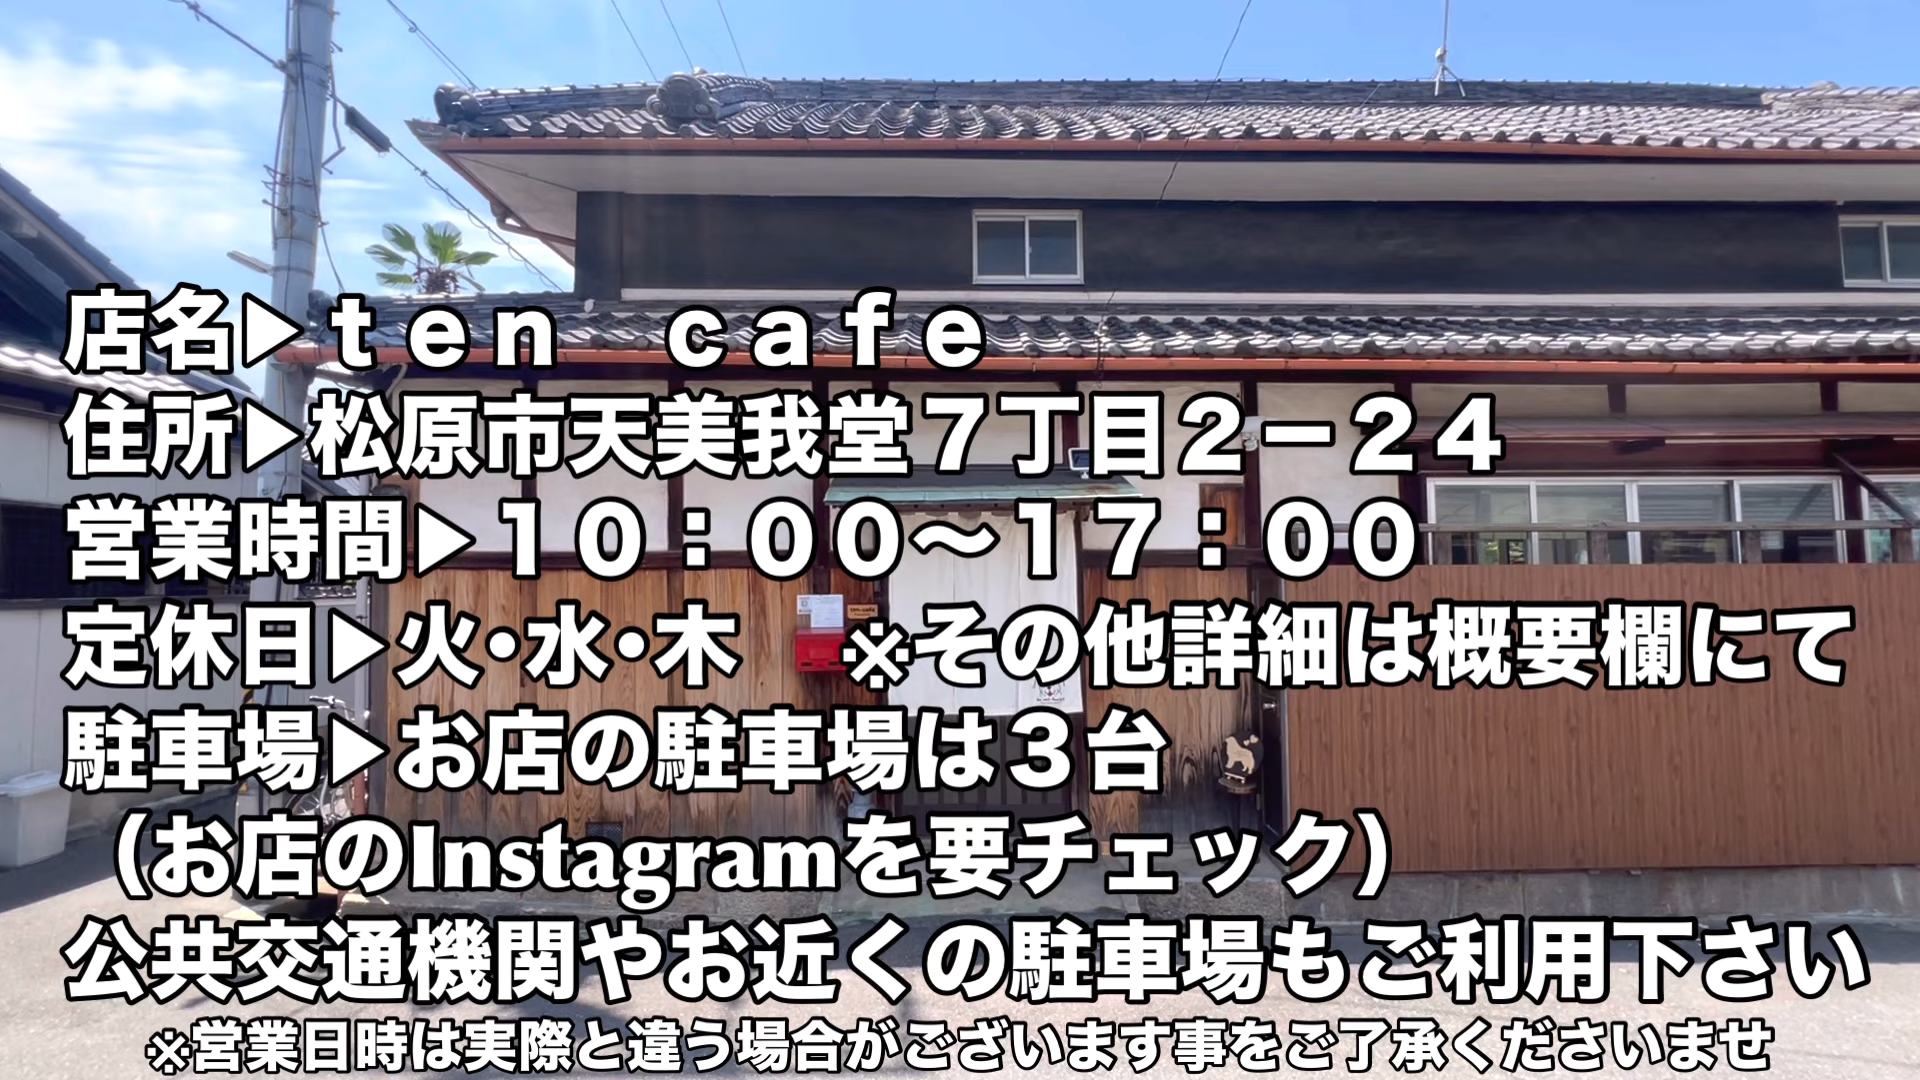 店名▶ten cafe
住所▶松原市天美我堂7丁目2−24
営業時間▶10：00〜17：00
定休日▶火・水・木　※その他詳細は概要欄にて
駐車場▶お店の駐車場は3台
（お店のInstagramを要チェック）
公共交通機関やお近くの駐車場もご利用下さい
※営業日時は実際と違う場合がございます事をご了承くださいませ